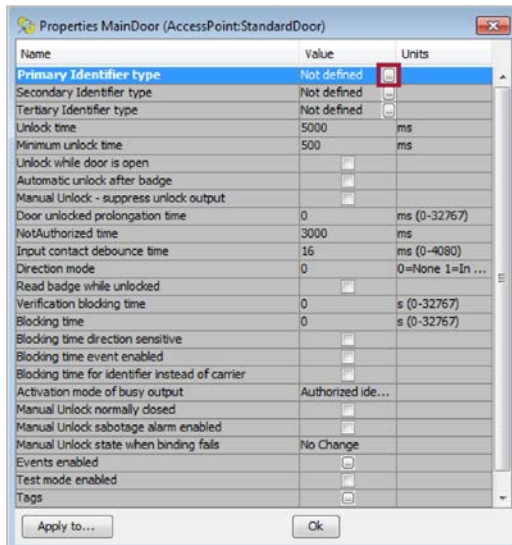 Properties MainDoor (AccessPoint:StandardDoor)
Name Value Units
Primary Identifier type Not defined ...
Secondary Identifier type Not defined ...
Tertiary Identifier type Not defined ...
Unlock time 5000 ms
Minimum unlock time 500 ms
Unlock while door is open
Automatic unlock after badge
Manual Unlock - suppress unlock output
Door unlocked prolongation time 0 ms (0-32767)
NotAuthorized time 3000 ms
Input contact debounce time 16 ms (0-4080)
Direction mode 0 0=None 1=In ...
Read badge while unlocked
Verification blocking time 0 s (0-32767)
Blocking time 0 s (0-32767)
Blocking time direction sensitive
Blocking time event enabled
Blocking time for identifier instead of carrier
Activation mode of busy output Authorized ide...
Manual Unlock normally closed
Manual Unlock sabotage alarm enabled
Manual Unlock state when binding fails No Change
Events enabled ...
Test mode enabled
Tags ...
Apply to... Ok